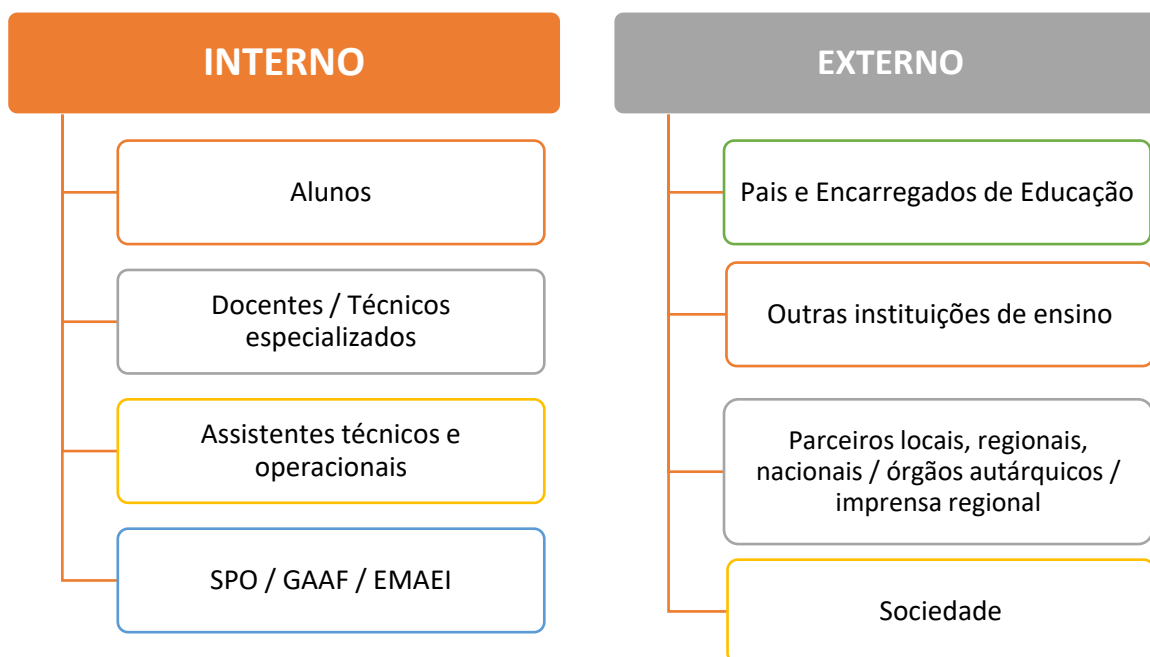 INTERNO
Alunos
Docentes / Técnicos
especializados
Assistentes técnicos e
operacionais
SPO / GAAF / EMAEI
EXTERNO
Pais e Encarregados de Educação
Outras instituições de ensino
Parceiros locais, regionais,
nacionais / órgãos autárquicos /
imprensa regional
Sociedade